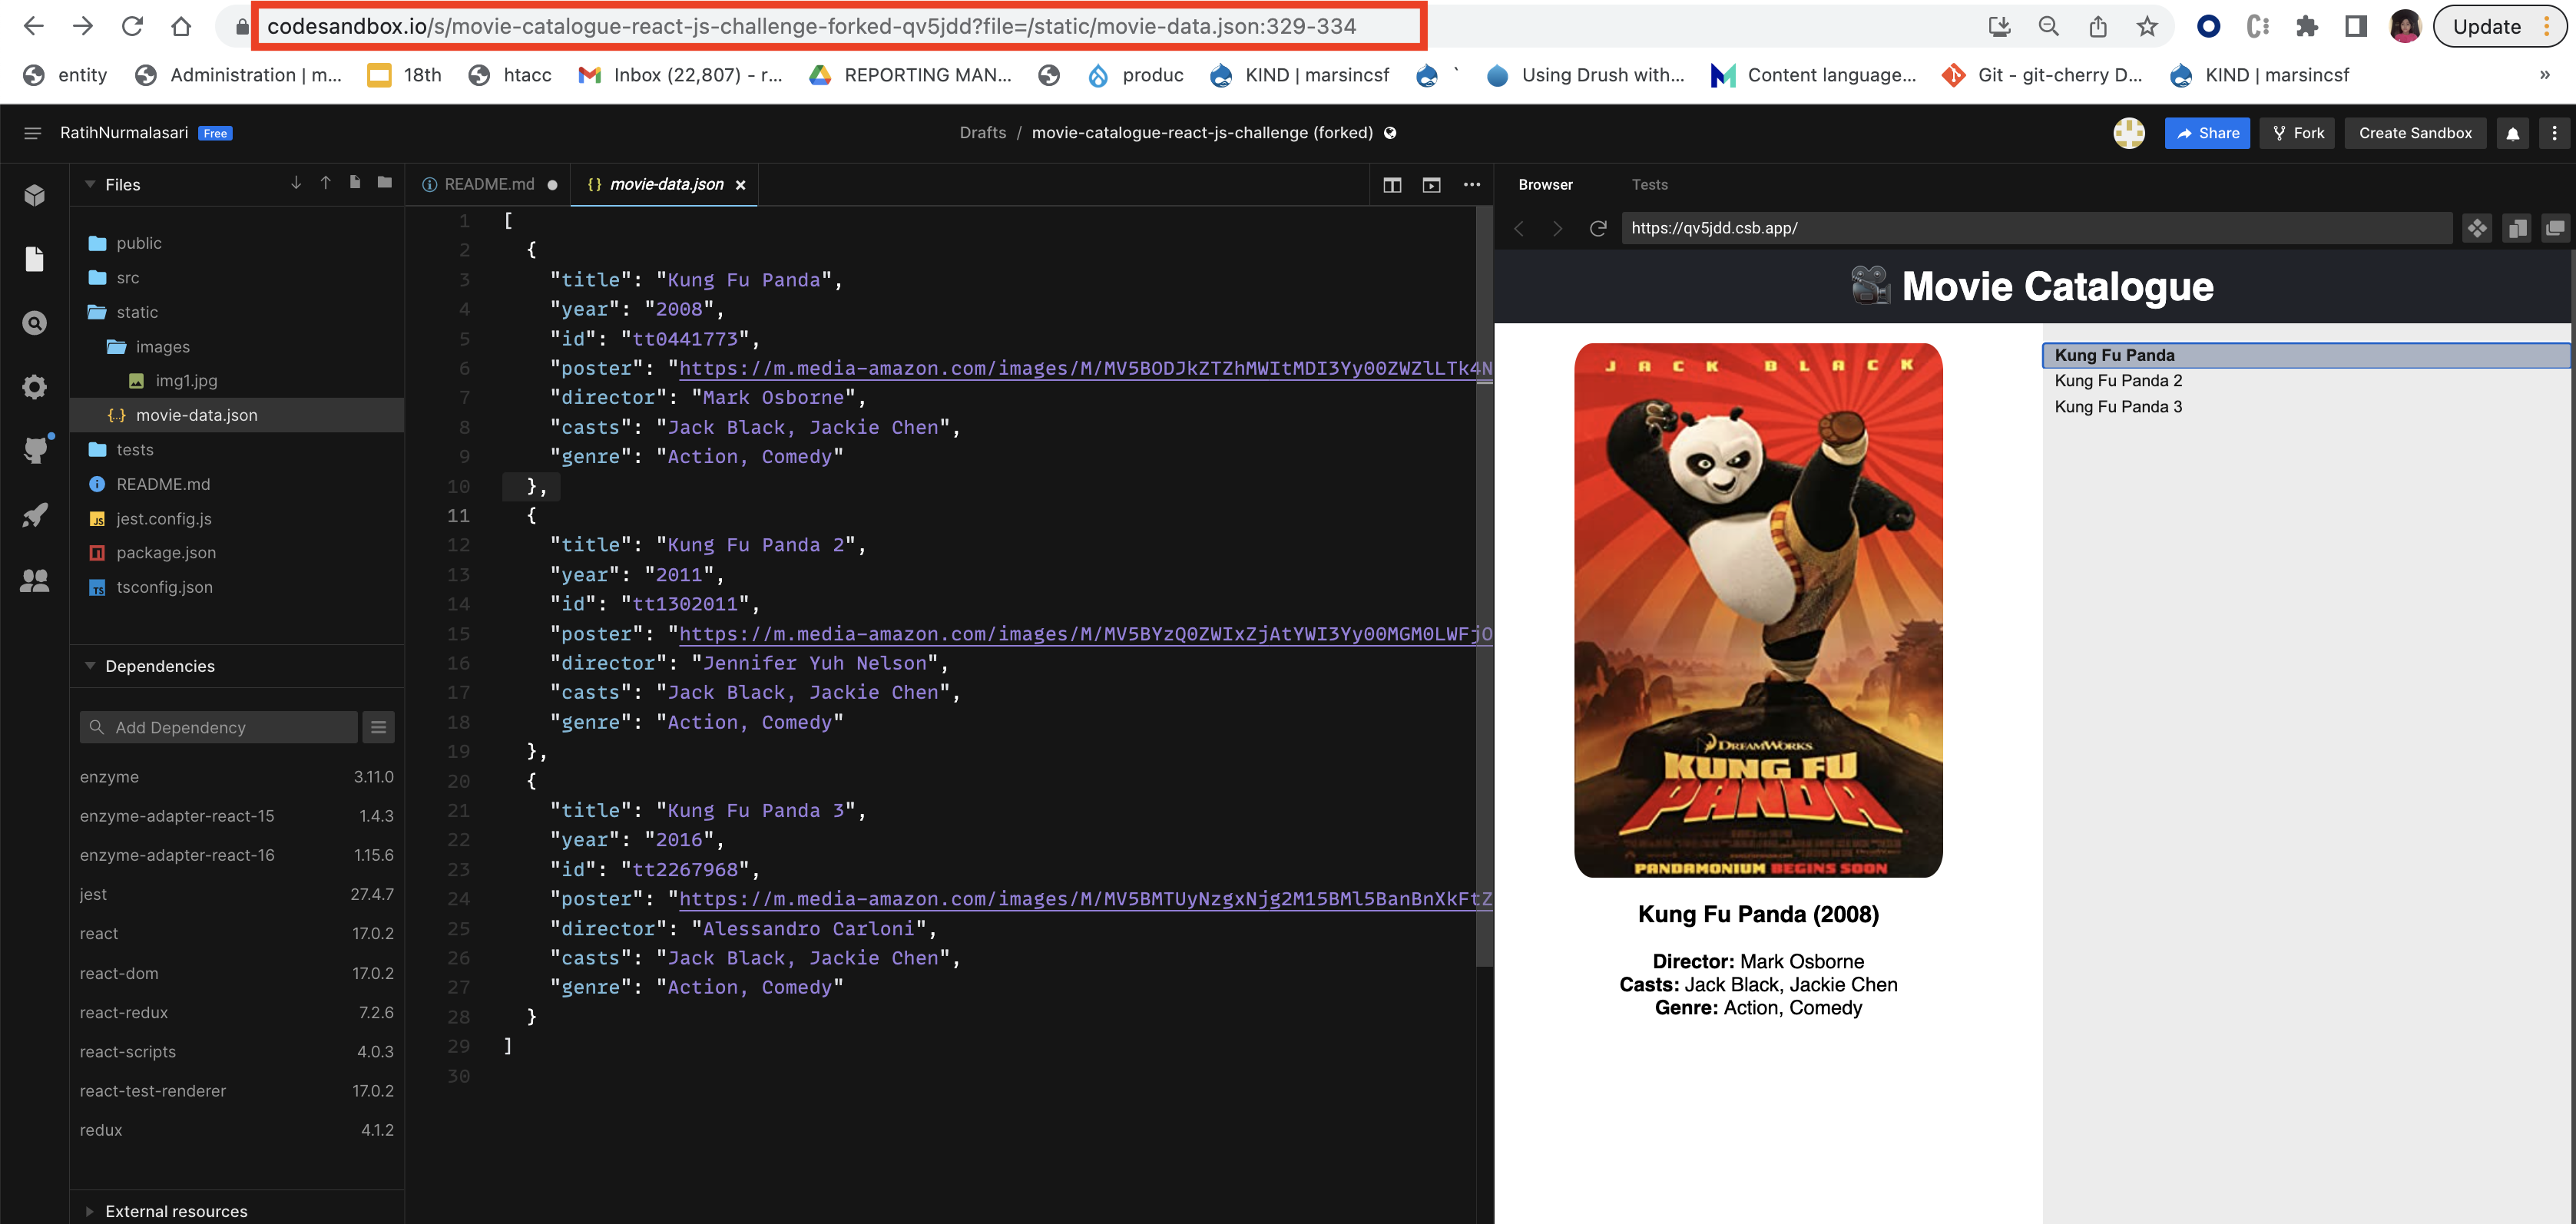 codesandbox.io/s/movie-catalogue-react-js-challenge-forked-qv5jdd?file=/static/movie-data.json:329-334
Update
entity
Administration | m...
18th
htacc
Inbox (22,807) - r...
REPORTING MAN...
produc
KIND | marsincsf
`
Using Drush with...
Content language...
Git - git-cherry D...
KIND | marsincsf
»
RatihNurmalasari Free
Drafts / movie-catalogue-react-js-challenge (forked)
Share
Fork
Create Sandbox
Files
public
src
static
images
img1.jpg
movie-data.json
tests
README.md
jest.config.js
package.json
tsconfig.json
Dependencies
Add Dependency
enzyme 3.11.0
enzyme-adapter-react-15 1.4.3
enzyme-adapter-react-16 1.15.6
jest 27.4.7
react 17.0.2
react-dom 17.0.2
react-redux 7.2.6
react-scripts 4.0.3
react-test-renderer 17.0.2
redux 4.1.2
External resources
README.md
{} movie-data.json
1 [
2 {
3 "title": "Kung Fu Panda",
4 "year": "2008",
5 "id": "tt0441773",
6 "poster": "https://m.media-amazon.com/images/M/MV5BODJkZTZhMWItMDI3Yy00ZWZlLTk4N
7 "director": "Mark Osborne",
8 "casts": "Jack Black, Jackie Chen",
9 "genre": "Action, Comedy"
10 },
11 {
12 "title": "Kung Fu Panda 2",
13 "year": "2011",
14 "id": "tt1302011",
15 "poster": "https://m.media-amazon.com/images/M/MV5BYzQ0ZWIxZjAtYWI3Yy00MGM0LWFjO
16 "director": "Jennifer Yuh Nelson",
17 "casts": "Jack Black, Jackie Chen",
18 "genre": "Action, Comedy"
19 },
20 {
21 "title": "Kung Fu Panda 3",
22 "year": "2016",
23 "id": "tt2267968",
24 "poster": "https://m.media-amazon.com/images/M/MV5BMTUyNzgxNjg2M15BMl5BanBnXkFtZ
25 "director": "Alessandro Carloni",
26 "casts": "Jack Black, Jackie Chen",
27 "genre": "Action, Comedy"
28 }
29 ]
30
Browser
Tests
https://qv5jdd.csb.app/
Movie Catalogue
JACK BLACK
DREAMWORKS
KUNG FU
PANDA
PANDAMONIUM BEGINS SOON
Kung Fu Panda (2008)
Director: Mark Osborne
Casts: Jack Black, Jackie Chen
Genre: Action, Comedy
Kung Fu Panda
Kung Fu Panda 2
Kung Fu Panda 3